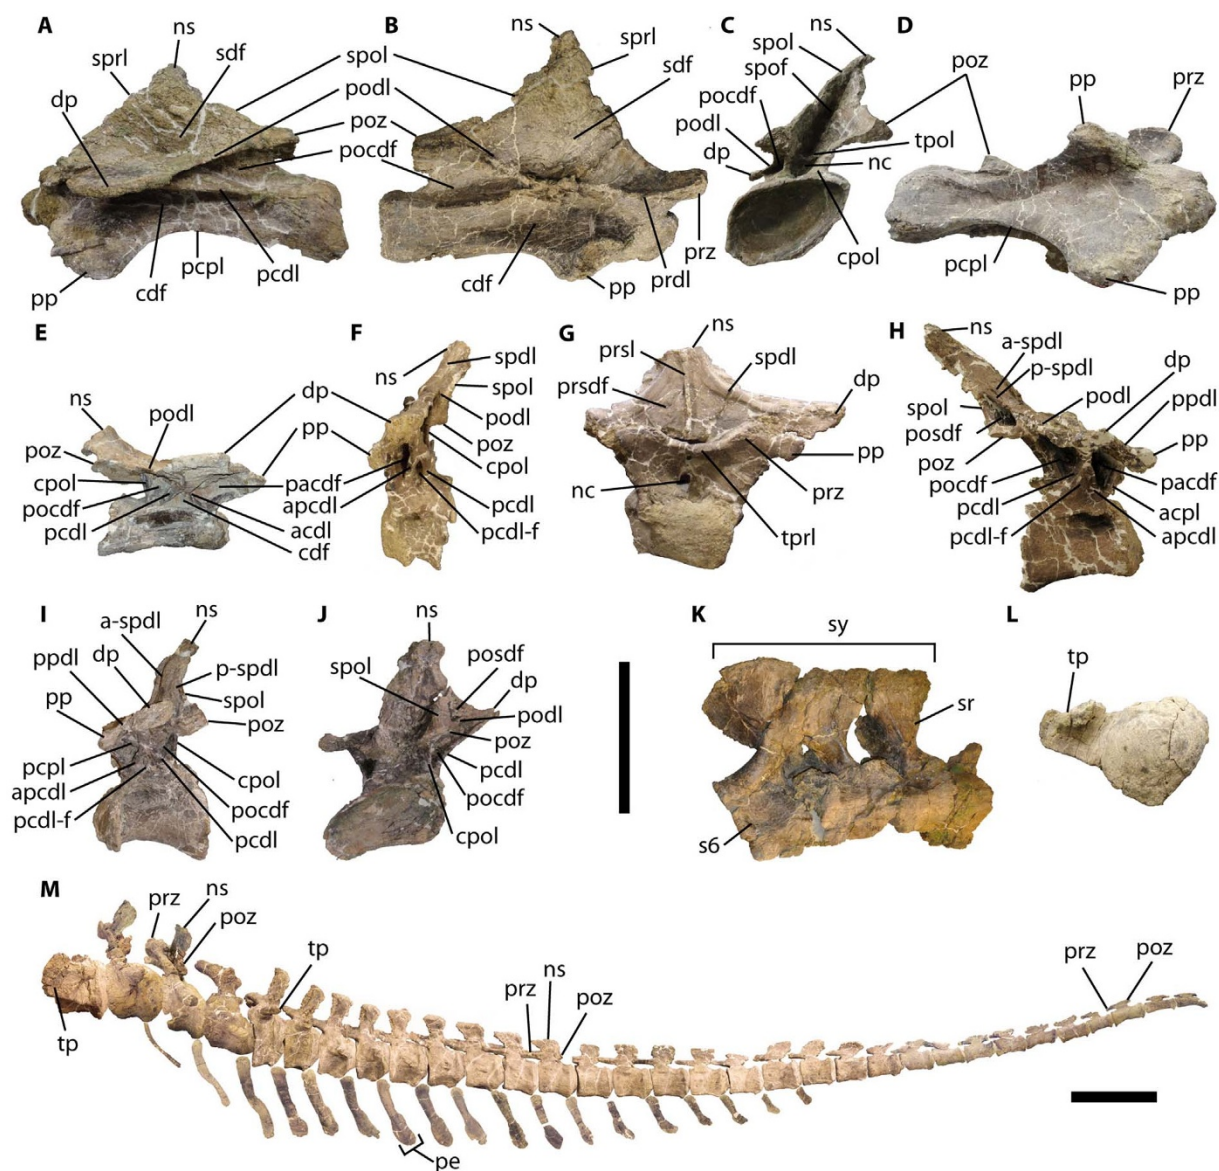 A
ns
sprl
sdf
dp
spol
podl
poz
pocdf
pp
cdf
pcpl
pcdl
B
ns
sprl
sdf
prz
prdl
pp
cdf
C
ns
spol
spof
pocdf
podl
dp
poz
tpol
nc
cpol
D
pp
prz
pcpl
pp
E
ns
podl
poz
cpol
pocdf
pcdl
dp
pp
acdl
cdf
F
ns
spdl
spol
podl
poz
cpol
pacdf
apcdl
pcdl
pcdl-f
G
ns
prsl
spdl
prsdf
dp
pp
nc
prz
tprl
H
ns
a-spdl
p-spdl
podl
dp
ppdl
spol
posdf
pp
poz
pocdf
pacdf
pcdl
acpl
pcdl-f
apcdl
I
ns
a-spdl
dp
ppdl
p-spdl
spol
pp
poz
pcpl
cpol
apcdl
pocdf
pcdl-f
pcdl
J
ns
posdf
spol
dp
podl
poz
pcdl
pocdf
cpol
K
sy
sr
s6
L
tp
M
prz
ns
poz
tp
tp
prz
ns
poz
prz
poz
pe